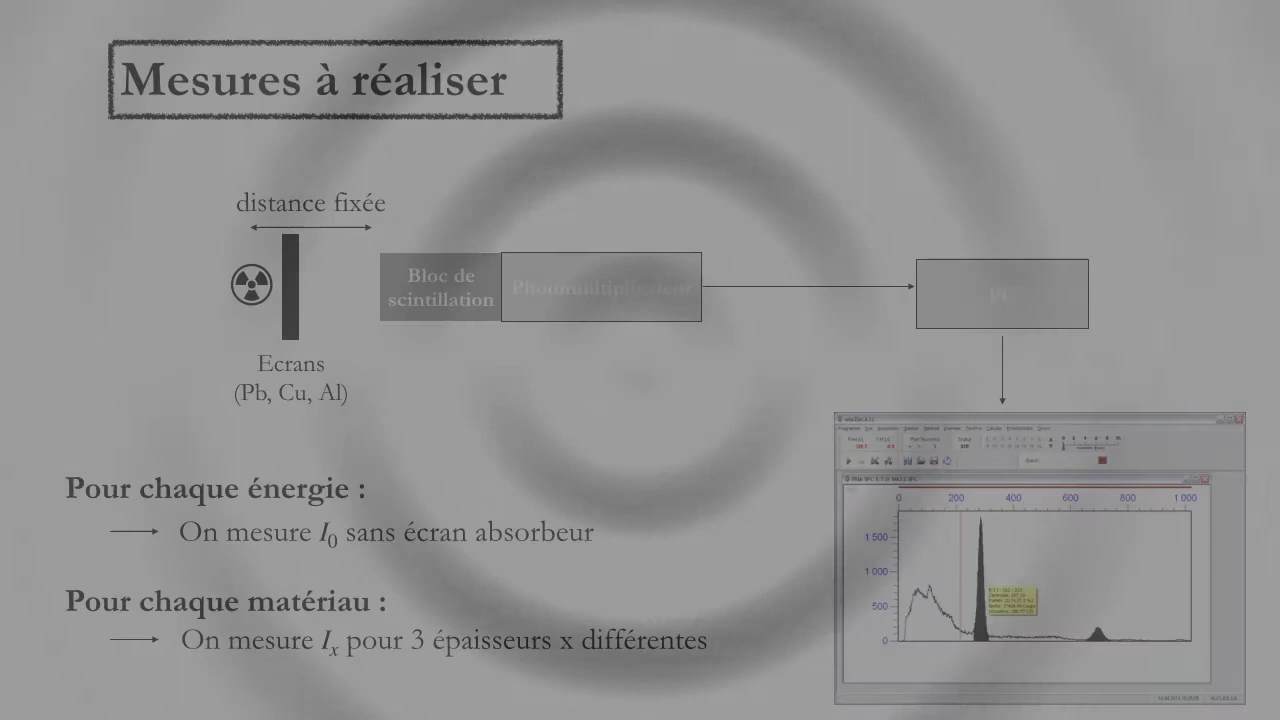 Mesures à réaliser
distance fixée
Bloc de
scintillation
Photomultiplicateur
PC
Ecrans
(Pb, Cu, Al)
Pour chaque énergie :
On mesure I₀ sans écran absorbeur
Pour chaque matériau :
On mesure Iₓ pour 3 épaisseurs x différentes
0 200 400 600 800 1 000
1 500
1 000
500
0